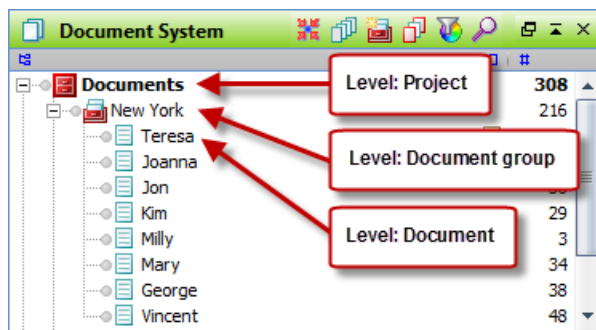 Document System
#
Documents 308
Level: Project
New York 216
Teresa
Joanna
Level: Document group
Jon
Kim 29
Milly 3
Level: Document
Mary 34
George 38
Vincent 48